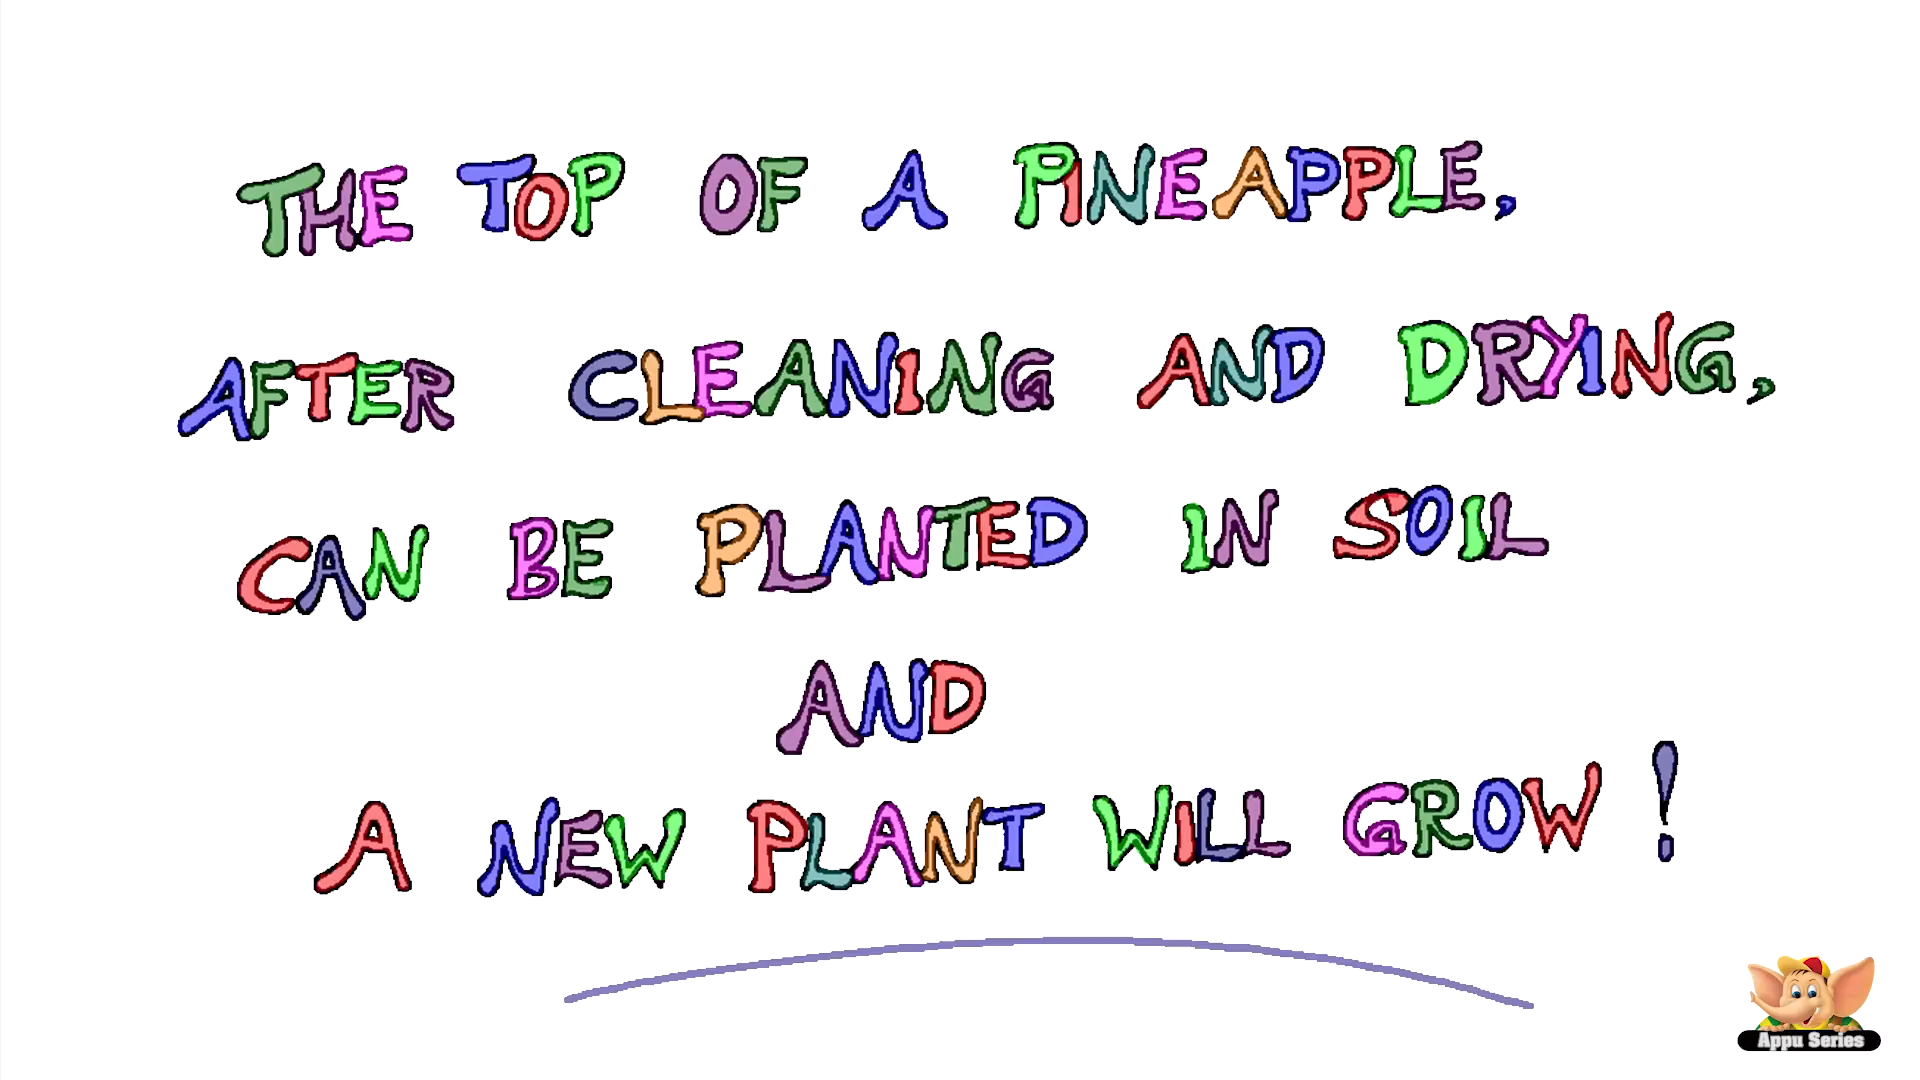 THE TOP OF A PINEAPPLE,
AFTER CLEANING AND DRYING,
CAN BE PLANTED IN SOIL
AND
A NEW PLANT WILL GROW !
Appu Series